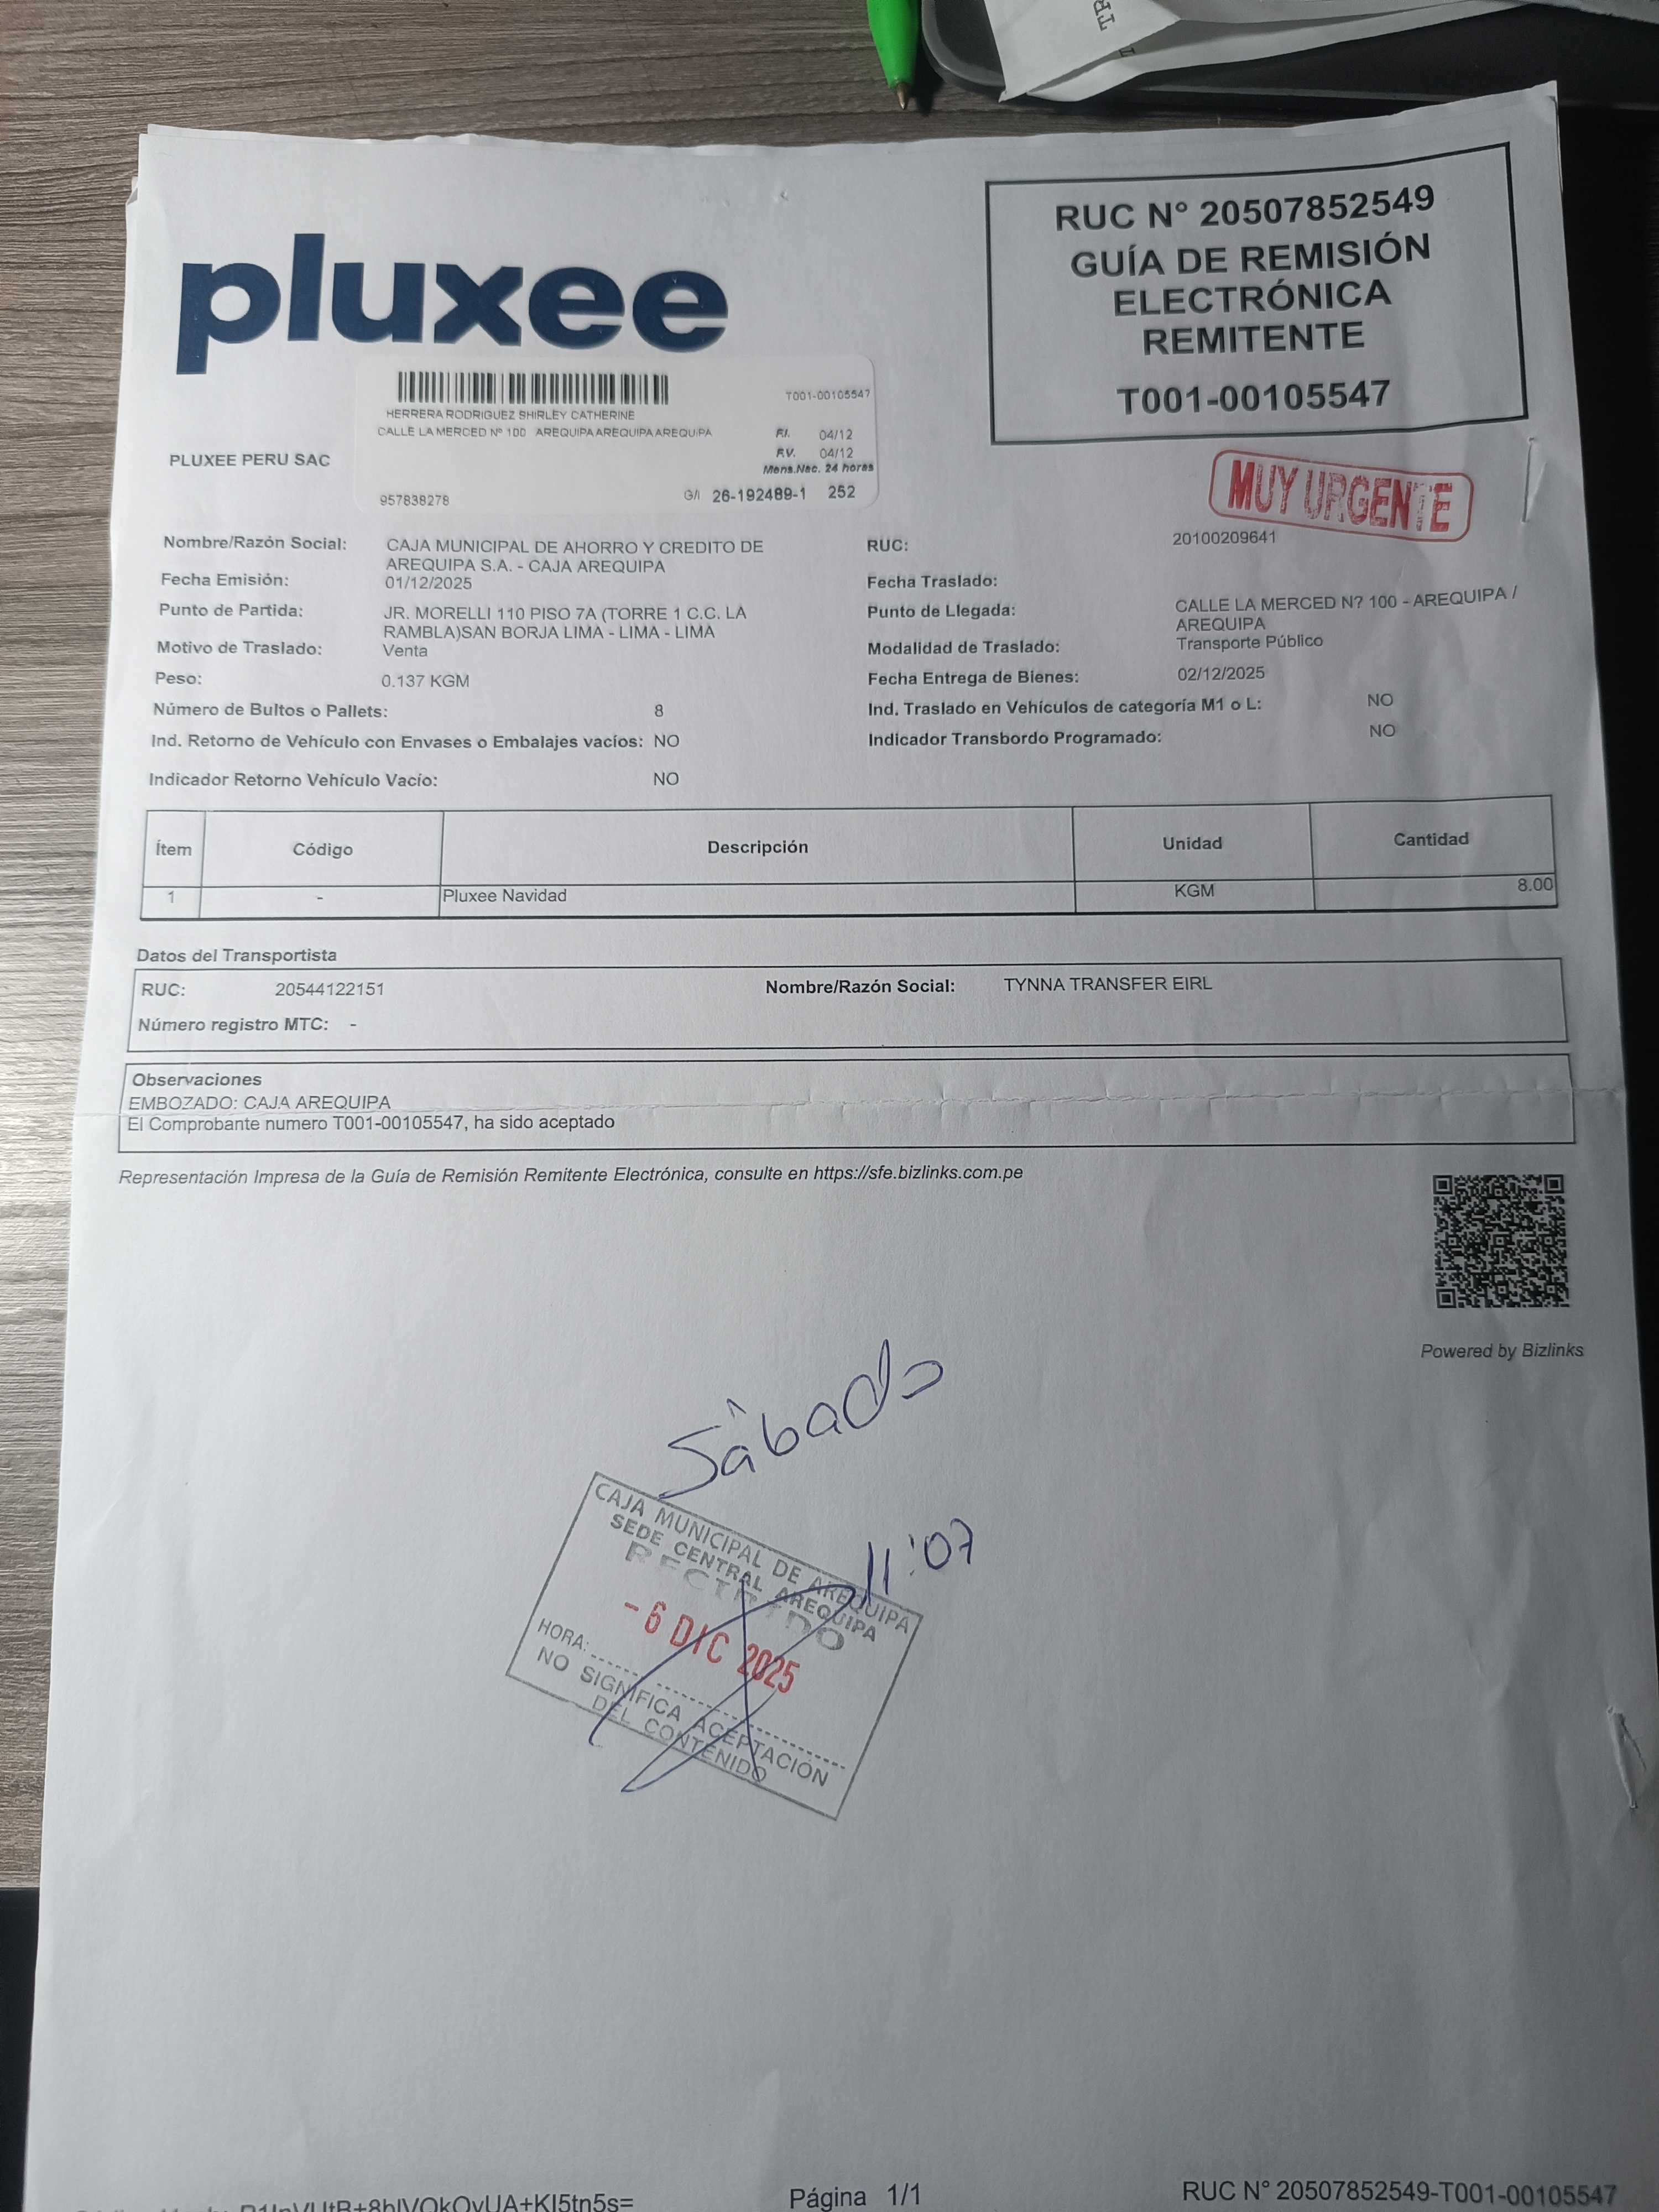 TR
pluxee
RUC N° 20507852549
GUÍA DE REMISIÓN
ELECTRÓNICA
REMITENTE
T001-00105547
T001-00105547
HERRERA RODRIGUEZ SHIRLEY CATHERINE
CALLE LA MERCED Nº 100 AREQUIPA AREQUIPA AREQUIPA
RI. 04/12
RV. 04/12
Mens.Nac. 24 horas
957838278
G/I 26-192489-1 252
PLUXEE PERU SAC
MUY URGENTE
Nombre/Razón Social: CAJA MUNICIPAL DE AHORRO Y CREDITO DE
AREQUIPA S.A. - CAJA AREQUIPA
RUC: 20100209641
Fecha Emisión: 01/12/2025
Fecha Traslado:
Punto de Partida: JR. MORELLI 110 PISO 7A (TORRE 1 C.C. LA
RAMBLA)SAN BORJA LIMA - LIMA - LIMA
Punto de Llegada: CALLE LA MERCED N? 100 - AREQUIPA /
AREQUIPA
Motivo de Traslado: Venta
Modalidad de Traslado: Transporte Público
Peso: 0.137 KGM
Fecha Entrega de Bienes: 02/12/2025
Número de Bultos o Pallets: 8
Ind. Traslado en Vehículos de categoría M1 o L: NO
Ind. Retorno de Vehículo con Envases o Embalajes vacíos: NO
Indicador Transbordo Programado: NO
Indicador Retorno Vehículo Vacío: NO
Ítem Código Descripción Unidad Cantidad
1 - Pluxee Navidad KGM 8.00
Datos del Transportista
RUC: 20544122151 Nombre/Razón Social: TYNNA TRANSFER EIRL
Número registro MTC: -
Observaciones
EMBOZADO: CAJA AREQUIPA
El Comprobante numero T001-00105547, ha sido aceptado
Representación Impresa de la Guía de Remisión Remitente Electrónica, consulte en https://sfe.bizlinks.com.pe
Powered by Bizlinks
Sábado
11:07
CAJA MUNICIPAL DE AREQUIPA
SEDE CENTRAL AREQUIPA
RECIBIDO
- 6 DIC 2025
HORA:
NO SIGNIFICA ACEPTACIÓN
DEL CONTENIDO
Página 1/1
RUC N° 20507852549-T001-00105547